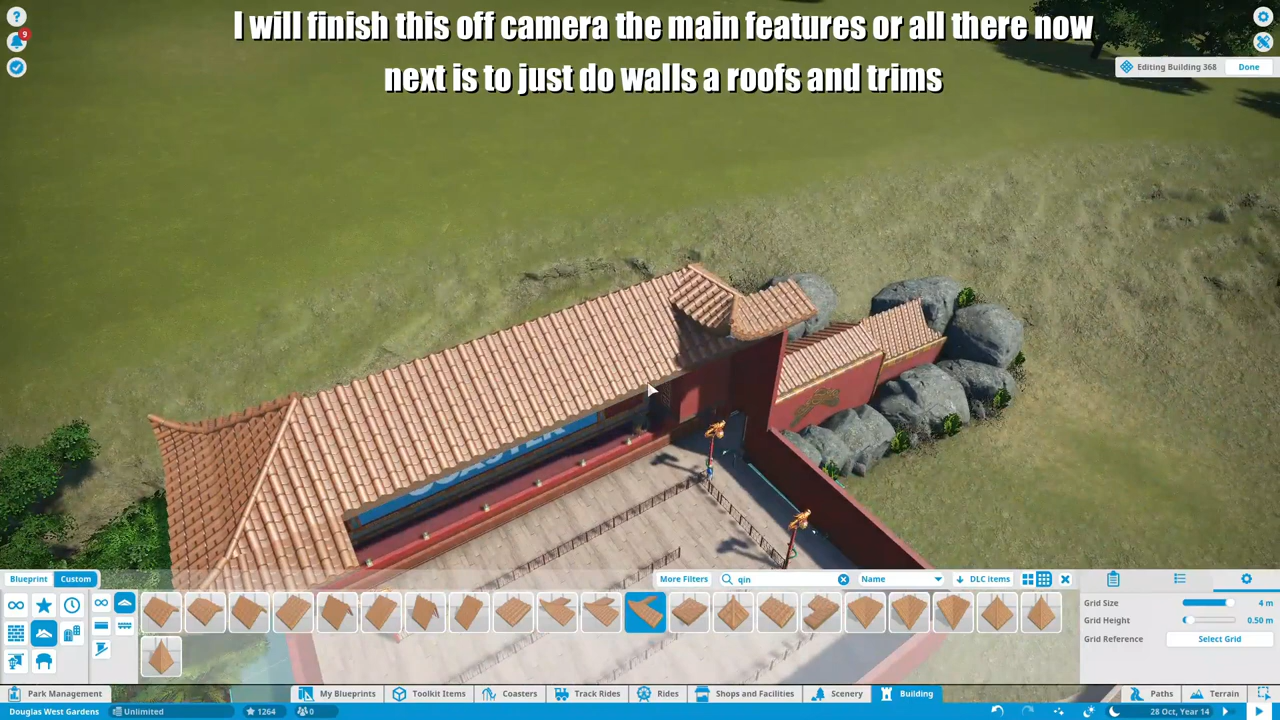 I will finish this off camera the main features or all there now
next is to just do walls a roofs and trims
?
9
Editing Building 368
Done
COASTER
Blueprint
Custom
More Filters
qin
Name
DLC items
Grid Size
4 m
Grid Height
0.50 m
Grid Reference
Select Grid
Park Management
My Blueprints
Toolkit Items
Coasters
Track Rides
Rides
Shops and Facilities
Scenery
Building
Paths
Terrain
Douglas West Gardens
Unlimited
1264
0
28 Oct, Year 14